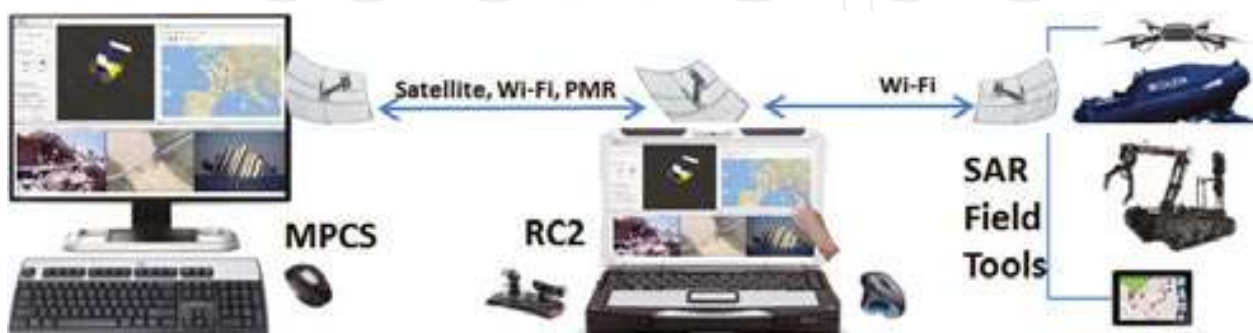 Satellite, Wi-Fi, PMR
Wi-Fi
MPCS
RC2
SAR
Field
Tools